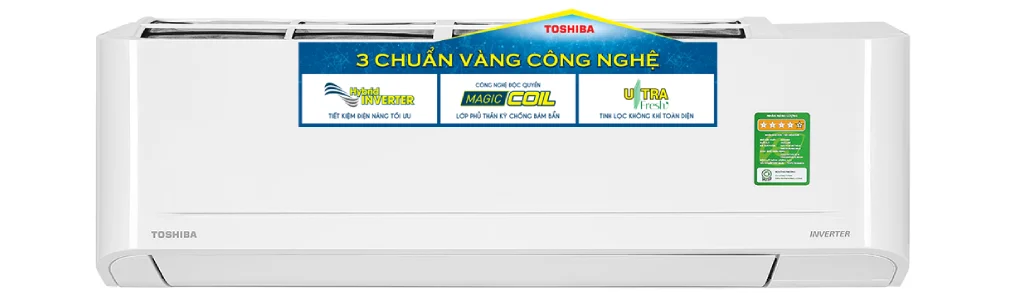 TOSHIBA
3 CHUẨN VÀNG CÔNG NGHỆ
Hybrid
INVERTER
TIẾT KIỆM ĐIỆN NĂNG TỐI ƯU
CÔNG NGHỆ ĐỘC QUYỀN
MAGIC COIL
LỚP PHỦ THẦN KỲ CHỐNG BÁM BẨN
ULTRA
Fresh
TINH LỌC KHÔNG KHÍ TOÀN DIỆN
TOSHIBA
INVERTER